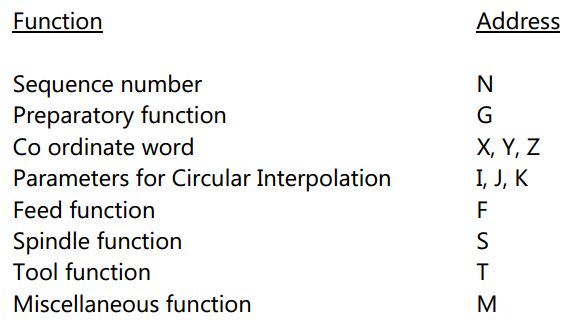 Function Address
Sequence number N
Preparatory function G
Co ordinate word X, Y, Z
Parameters for Circular Interpolation I, J, K
Feed function F
Spindle function S
Tool function T
Miscellaneous function M